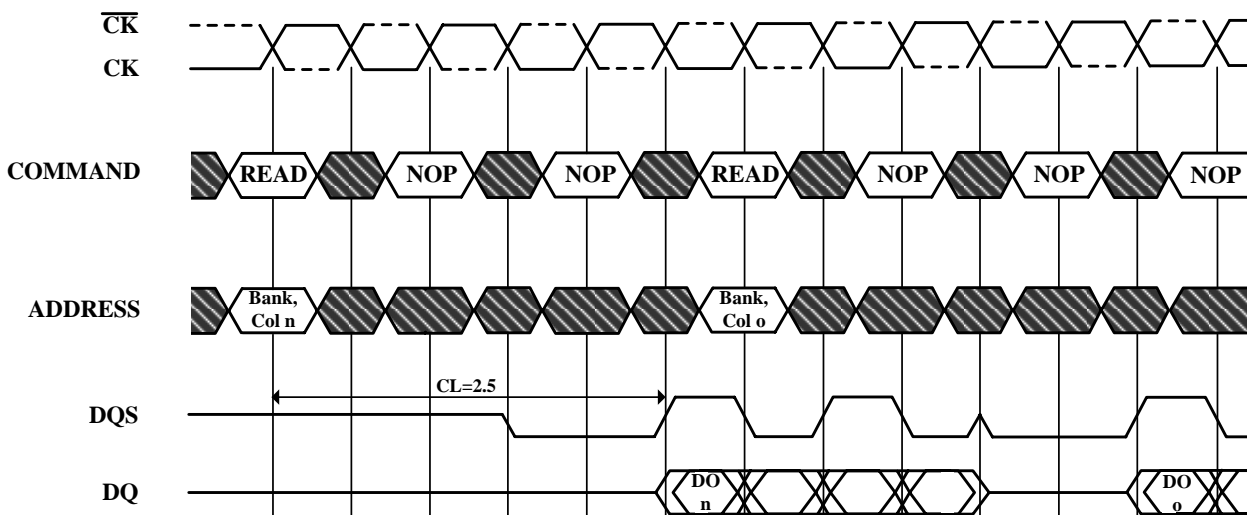 CK
CK
COMMAND READ NOP NOP READ NOP NOP NOP
ADDRESS Bank, Col n Bank, Col o
CL=2.5
DQS
DQ DO n DO o